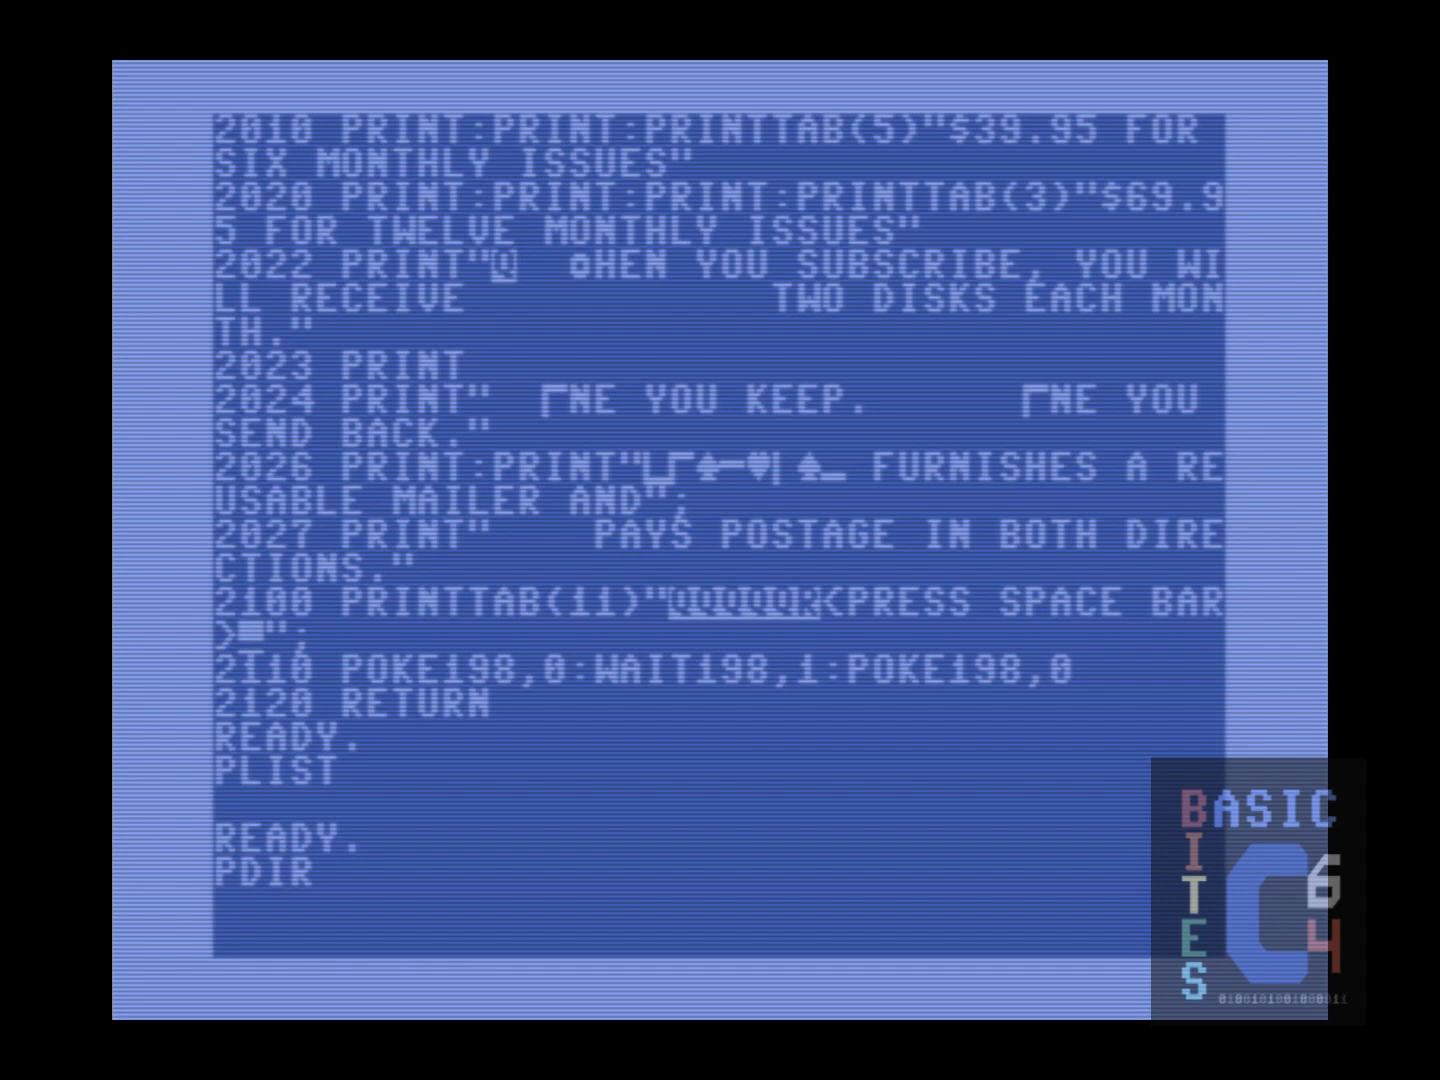 2010 PRINT:PRINT:PRINTTAB(5)"$39.95 FOR
SIX MONTHLY ISSUES"
2020 PRINT:PRINT:PRINT:PRINTTAB(3)"$69.9
5 FOR TWELVE MONTHLY ISSUES"
2022 PRINT" HEN YOU SUBSCRIBE, YOU WI
LL RECEIVE TWO DISKS EACH MON
TH."
2023 PRINT
2024 PRINT" NE YOU KEEP. NE YOU
SEND BACK."
2026 PRINT:PRINT" FURNISHES A RE
USABLE MAILER AND";
2027 PRINT" PAYS POSTAGE IN BOTH DIRE
CTIONS."
2100 PRINTTAB(11)"QQQQQR<PRESS SPACE BAR
>";
2110 POKE198,0:WAIT198,1:POKE198,0
2120 RETURN
READY.
PLIST
READY.
PDIR
BASIC
BITES
C64
0100101001000011